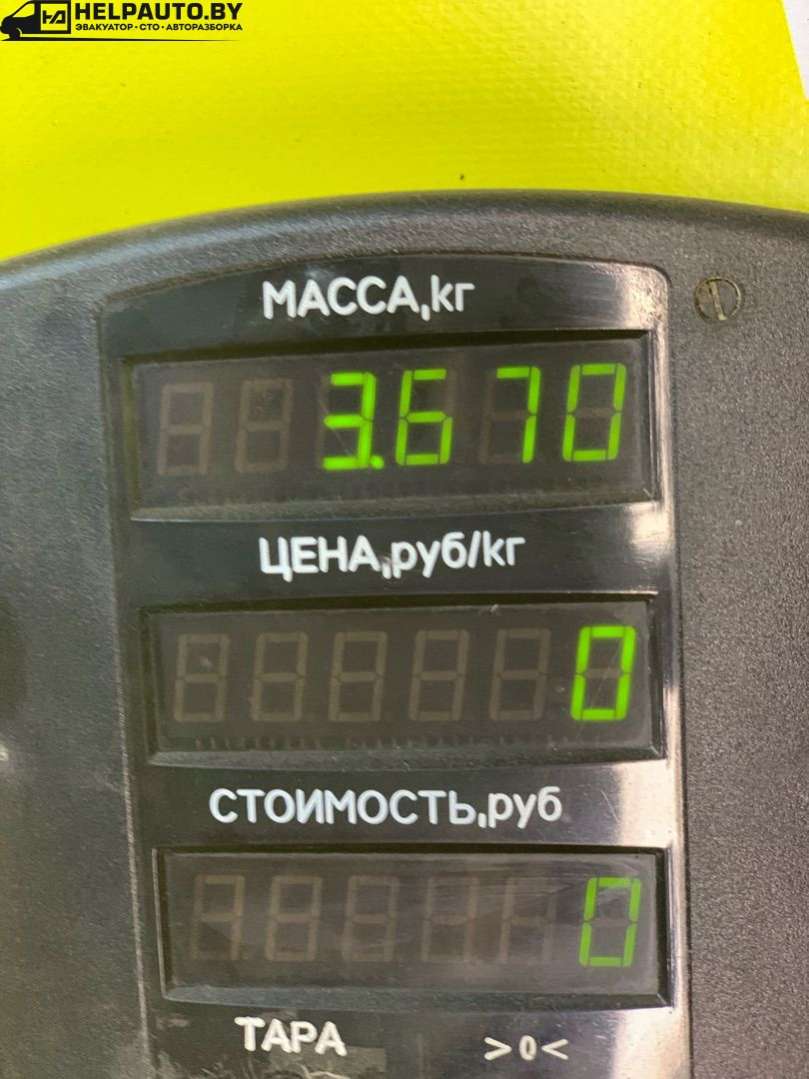 HELPAUTO.BY
ЭВАКУАТОР • СТО • АВТОРАЗБОРКА
МАССА,кг
3.670
ЦЕНА,руб/кг
0
СТОИМОСТЬ,руб
0
ТАРА >0<